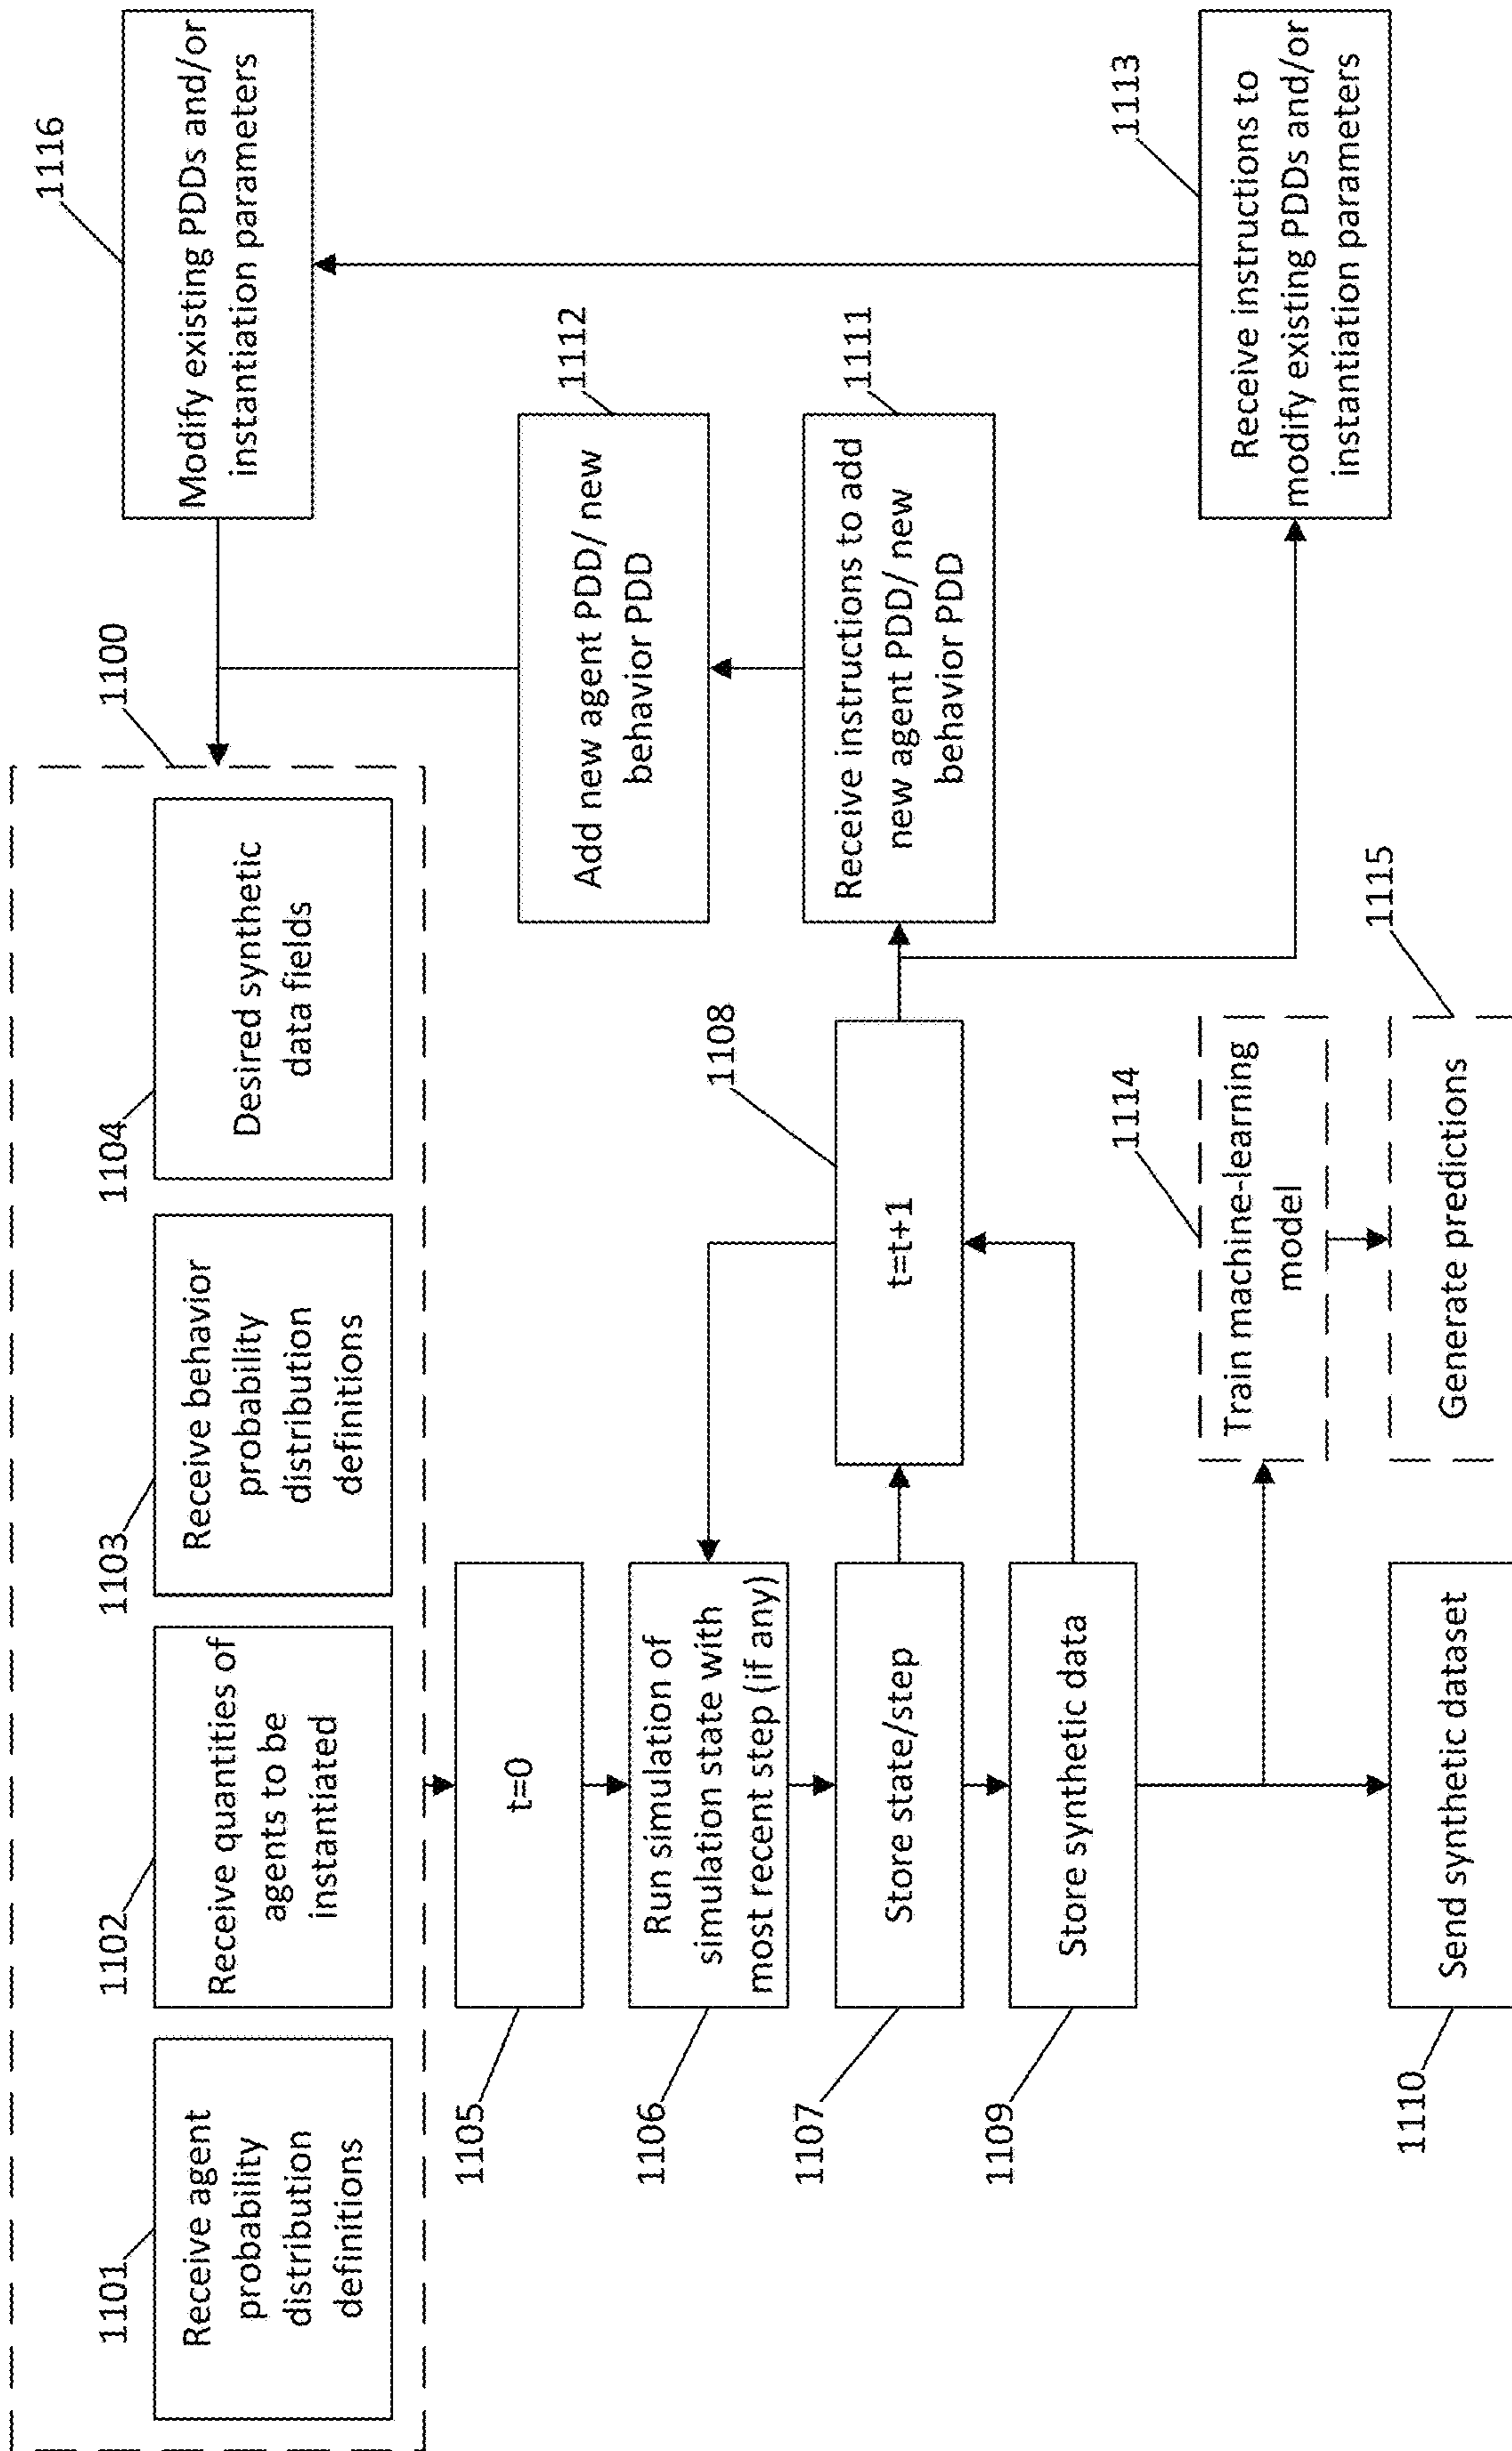 1100
1101
Receive agent
probability
distribution
definitions
1102
Receive quantities of
agents to be
instantiated
1103
Receive behavior
probability
distribution
definitions
1104
Desired synthetic
data fields
1116
Modify existing PDDs and/or
instantiation parameters
1105
t=0
1106
Run simulation of
simulation state with
most recent step (if any)
1112
Add new agent PDD/ new
behavior PDD
1107
Store state/step
1108
t=t+1
1111
Receive instructions to add
new agent PDD/ new
behavior PDD
1109
Store synthetic data
1114
Train machine-learning
model
1113
Receive instructions to
modify existing PDDs and/or
instantiation parameters
1110
Send synthetic dataset
1115
Generate predictions